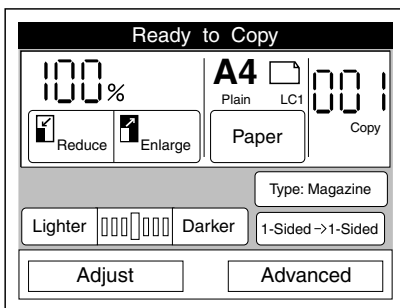 Ready to Copy
100%
A4
Plain LC1
001
Copy
Reduce Enlarge
Paper
Type: Magazine
Lighter Darker
1-Sided->1-Sided
Adjust Advanced